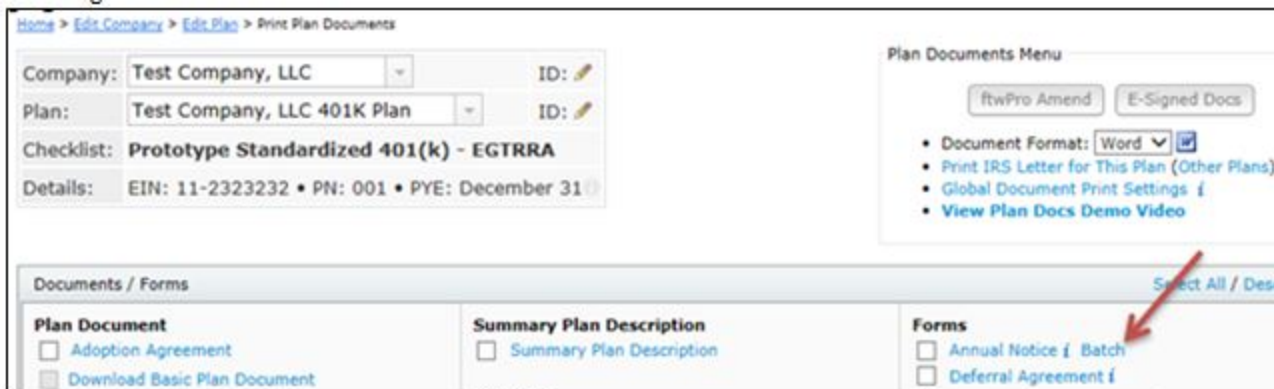 Home > Edit Company > Edit Plan > Print Plan Documents
Company: Test Company, LLC ID:
Plan: Test Company, LLC 401K Plan ID:
Checklist: Prototype Standardized 401(k) - EGTRRA
Details: EIN: 11-2323232 • PN: 001 • PYE: December 31
Plan Documents Menu
ftwPro Amend E-Signed Docs
• Document Format: Word
• Print IRS Letter for This Plan (Other Plans)
• Global Document Print Settings i
• View Plan Docs Demo Video
Documents / Forms Select All / Des
Plan Document
Adoption Agreement
Download Basic Plan Document
Summary Plan Description
Summary Plan Description
Forms
Annual Notice i Batch
Deferral Agreement i